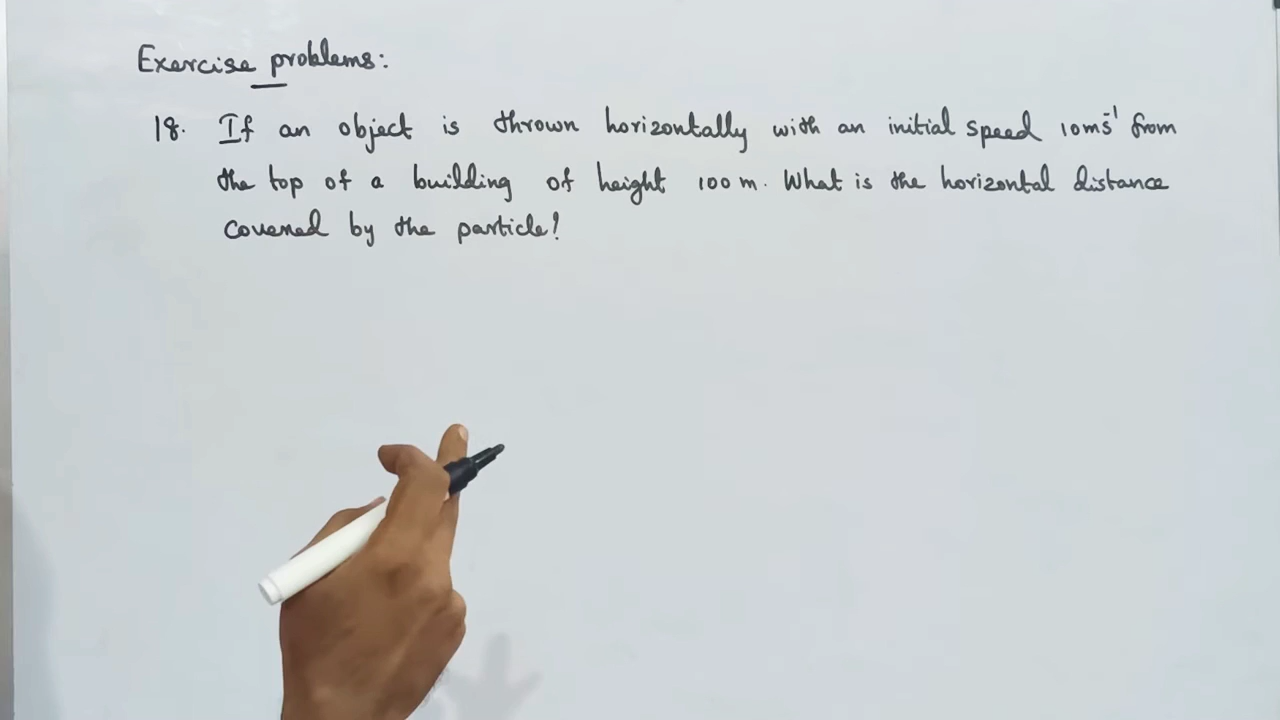 Exercise problems:
18. If an object is thrown horizontally with an initial speed 10ms⁻¹ from
the top of a building of height 100 m. What is the horizontal distance
covered by the particle?